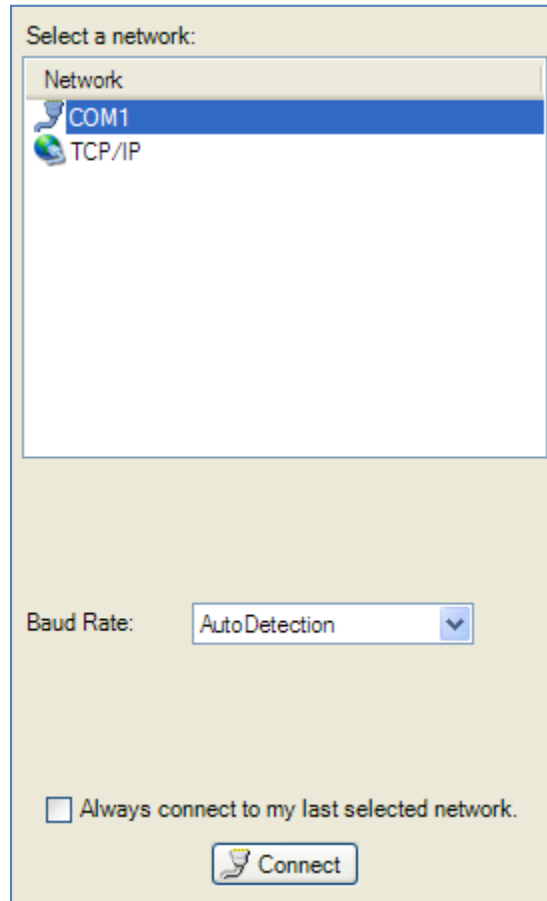 Select a network:
Network
COM1
TCP/IP
Baud Rate:
AutoDetection
Always connect to my last selected network.
Connect